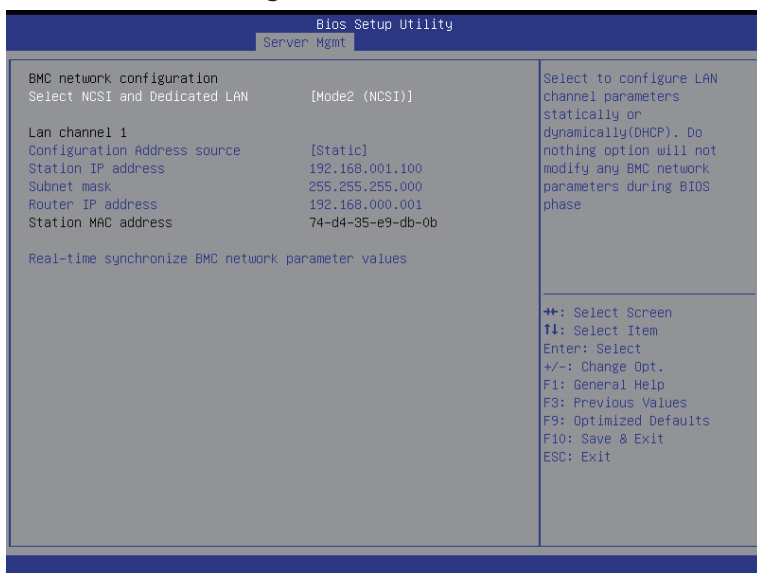 Bios Setup Utility
Server Mgmt
BMC network configuration
Select NCSI and Dedicated LAN [Mode2 (NCSI)]
Lan channel 1
Configuration Address source [Static]
Station IP address 192.168.001.100
Subnet mask 255.255.255.000
Router IP address 192.168.000.001
Station MAC address 74-d4-35-e9-db-0b
Real-time synchronize BMC network parameter values
Select to configure LAN
channel parameters
statically or
dynamically(DHCP). Do
nothing option will not
modify any BMC network
parameters during BIOS
phase
→←: Select Screen
↑↓: Select Item
Enter: Select
+/-: Change Opt.
F1: General Help
F3: Previous Values
F9: Optimized Defaults
F10: Save & Exit
ESC: Exit